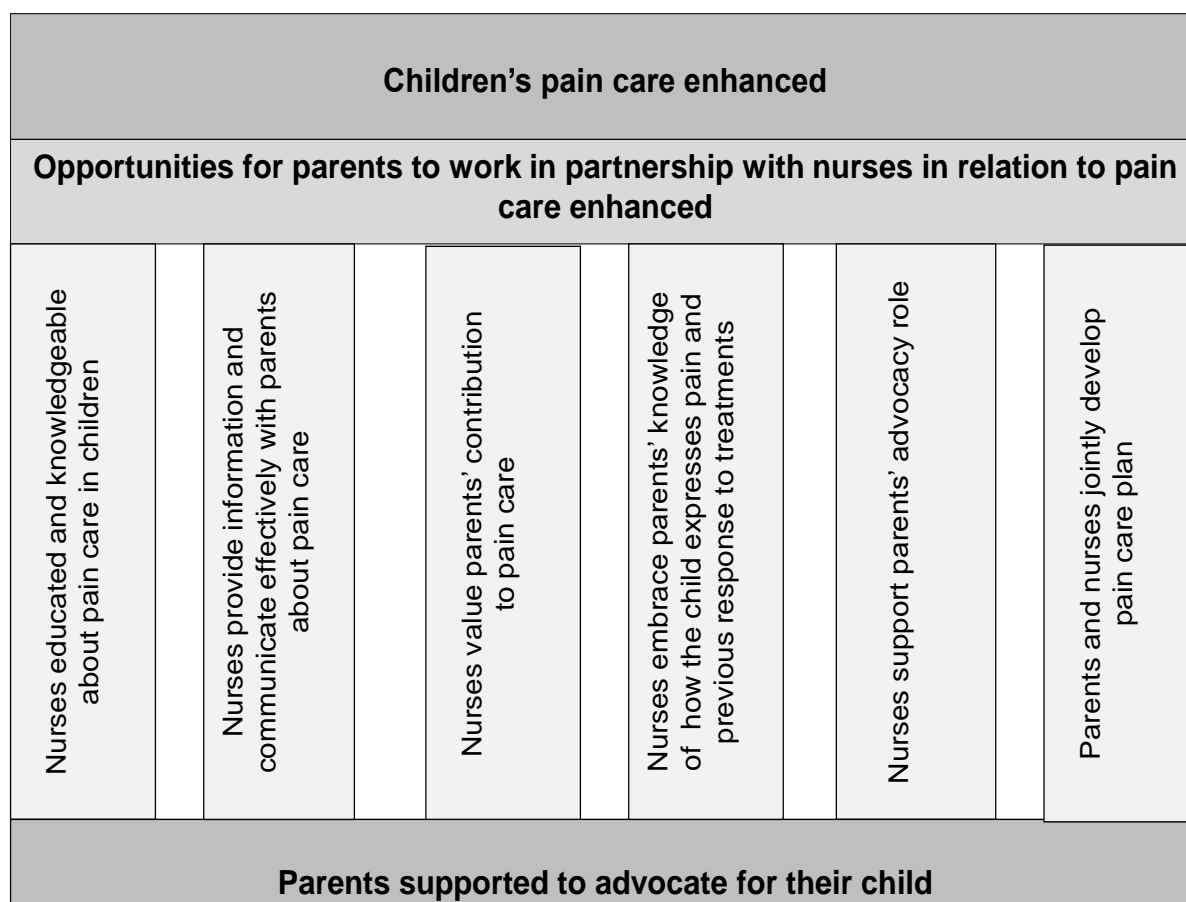 Children’s pain care enhanced
Opportunities for parents to work in partnership with nurses in relation to pain
care enhanced
Nurses educated and knowledgeable
about pain care in children
Nurses provide information and
communicate effectively with parents
about pain care
Nurses value parents’ contribution
to pain care
Nurses embrace parents’ knowledge
of how the child expresses pain and
previous response to treatments
Nurses support parents’ advocacy role
Parents and nurses jointly develop
pain care plan
Parents supported to advocate for their child